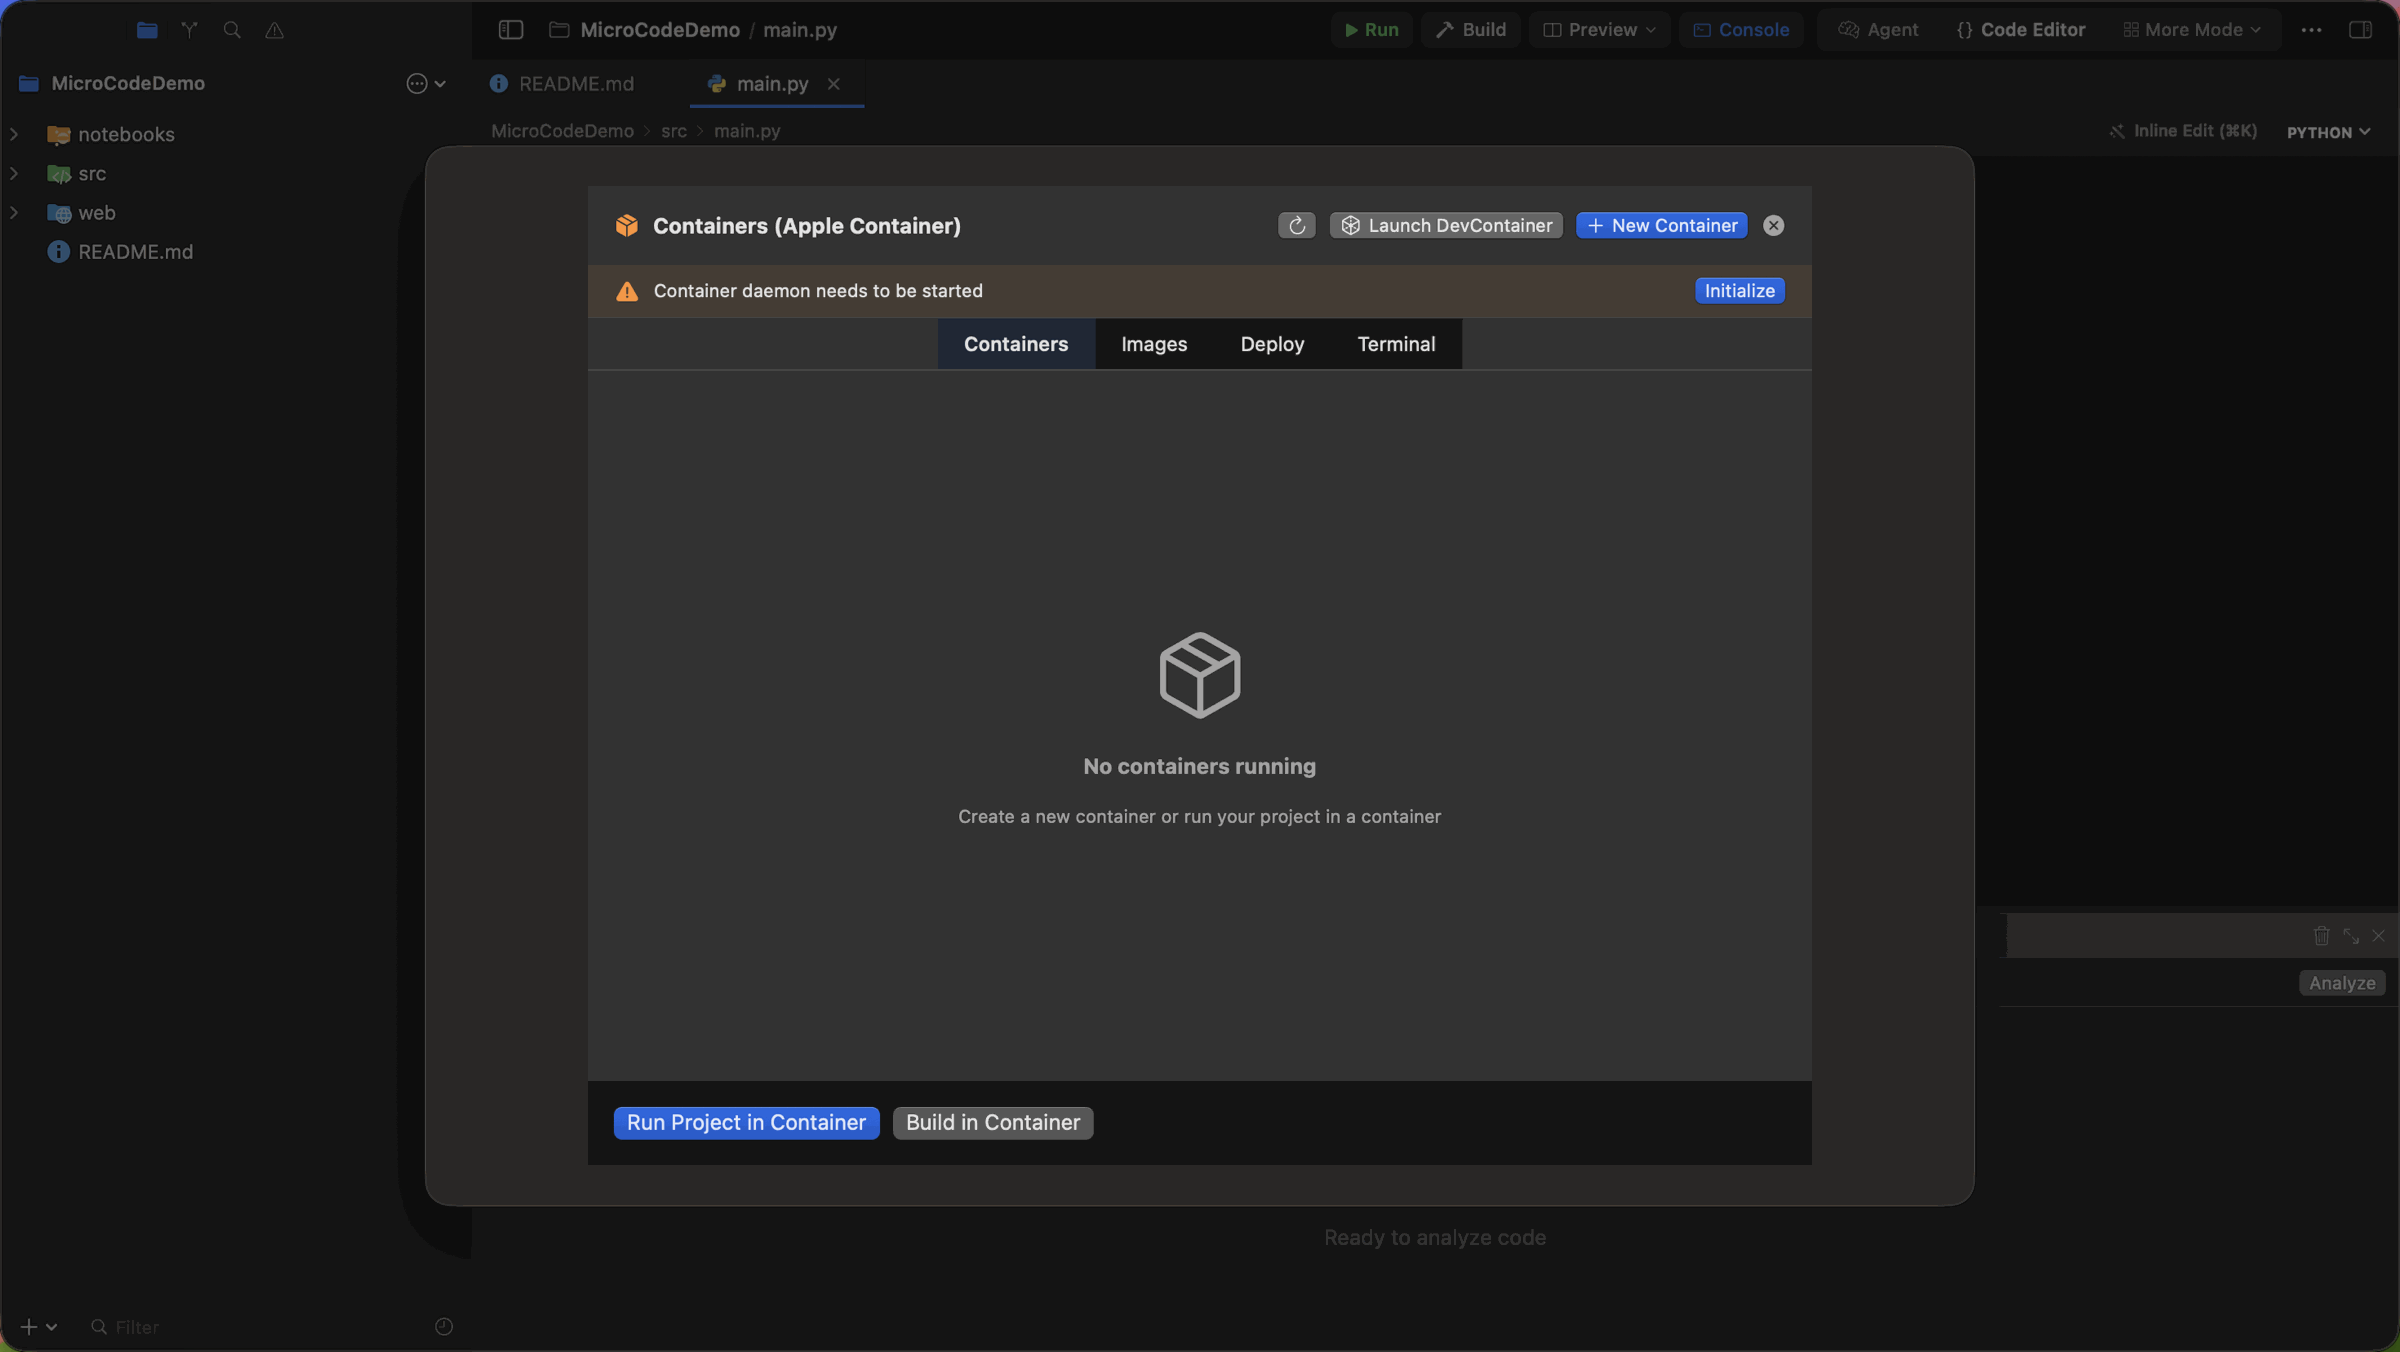 MicroCodeDemo / main.py
Run
Build
Preview
Console
Agent
{} Code Editor
More Mode
MicroCodeDemo
README.md
main.py
notebooks
src
web
README.md
MicroCodeDemo > src > main.py
Inline Edit (⌘K)
PYTHON
Containers (Apple Container)
Launch DevContainer
+ New Container
Container daemon needs to be started
Initialize
Containers
Images
Deploy
Terminal
No containers running
Create a new container or run your project in a container
Run Project in Container
Build in Container
Analyze
Ready to analyze code
Filter